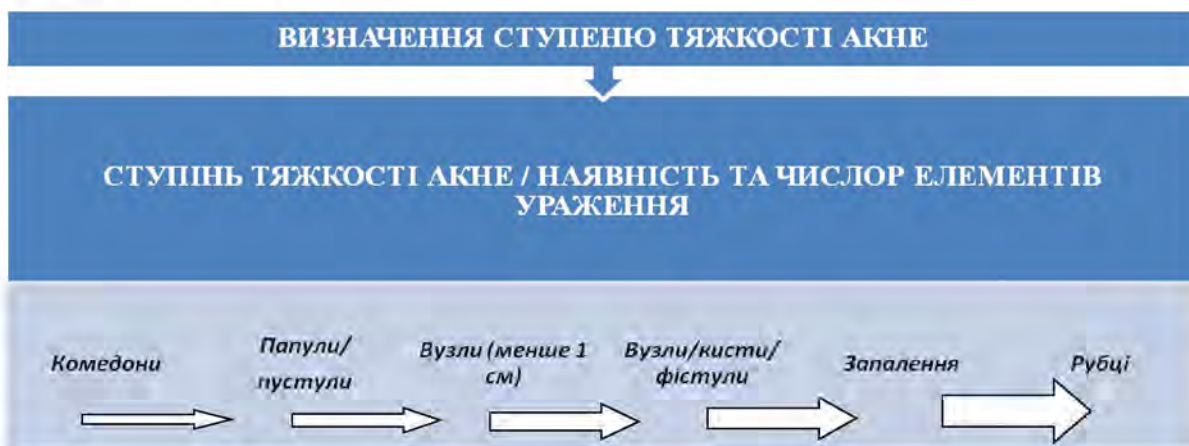 ВИЗНАЧЕННЯ СТУПЕНЮ ТЯЖКОСТІ АКНЕ
СТУПІНЬ ТЯЖКОСТІ АКНЕ / НАЯВНІСТЬ ТА ЧИСЛОР ЕЛЕМЕНТІВ
УРАЖЕННЯ
Комедони
Папули/
пустули
Вузли (менше 1
см)
Вузли/кисти/
фістули
Запалення
Рубці